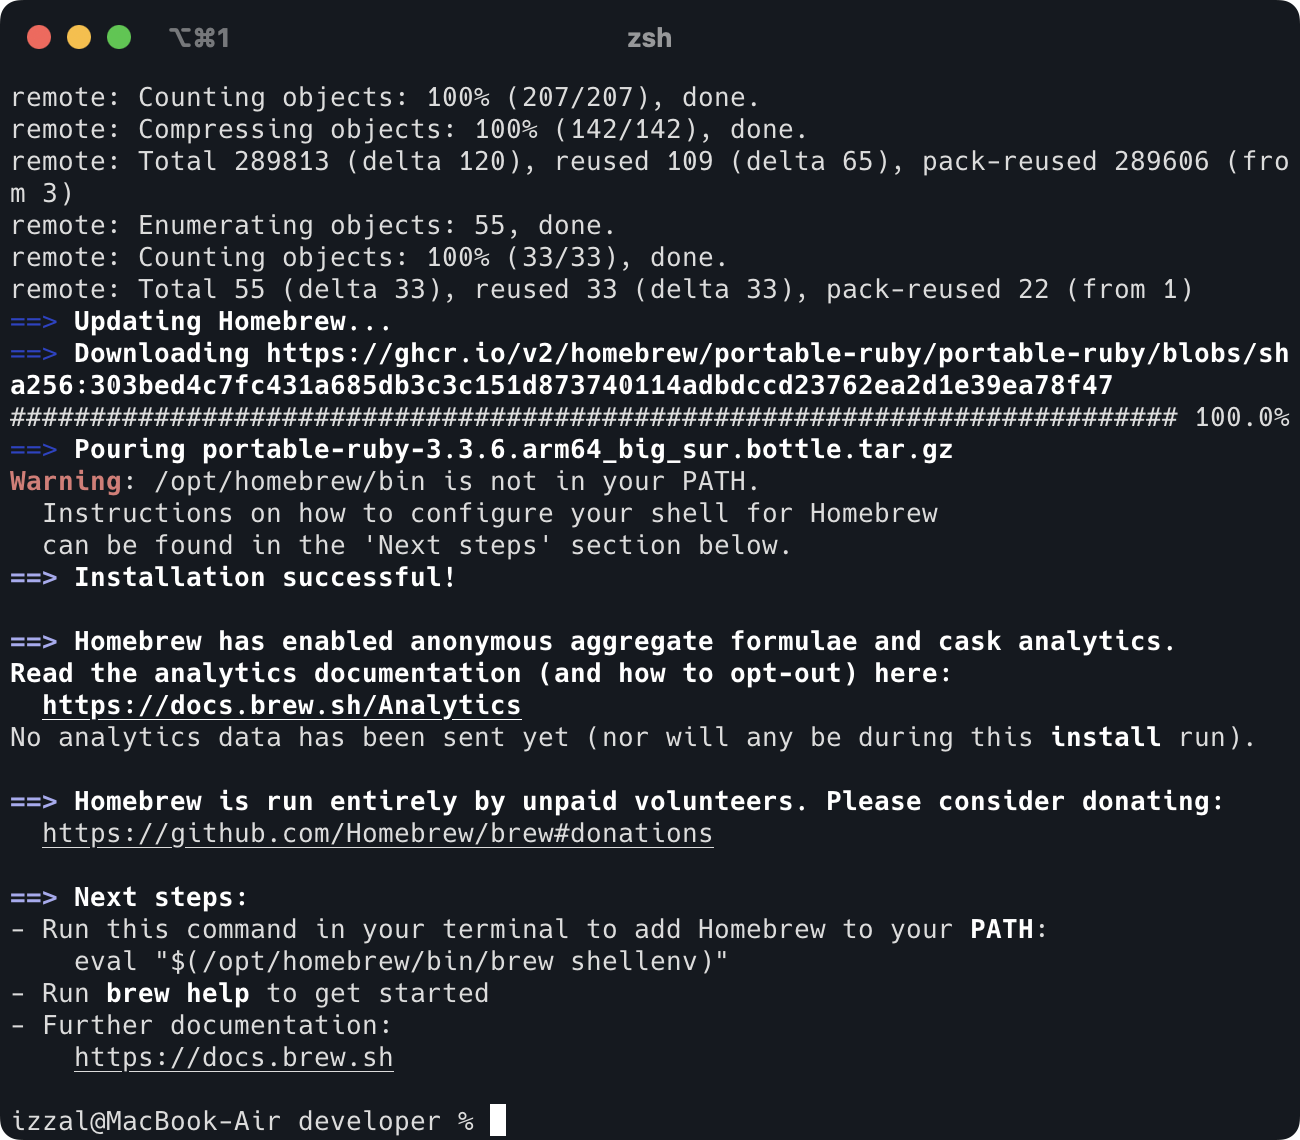 ⌥⌘1
zsh
remote: Counting objects: 100% (207/207), done.
remote: Compressing objects: 100% (142/142), done.
remote: Total 289813 (delta 120), reused 109 (delta 65), pack-reused 289606 (fro
m 3)
remote: Enumerating objects: 55, done.
remote: Counting objects: 100% (33/33), done.
remote: Total 55 (delta 33), reused 33 (delta 33), pack-reused 22 (from 1)
==> Updating Homebrew...
==> Downloading https://ghcr.io/v2/homebrew/portable-ruby/portable-ruby/blobs/sh
a256:303bed4c7fc431a685db3c3c151d873740114adbdccd23762ea2d1e39ea78f47
######################################################################### 100.0%
==> Pouring portable-ruby-3.3.6.arm64_big_sur.bottle.tar.gz
Warning: /opt/homebrew/bin is not in your PATH.
  Instructions on how to configure your shell for Homebrew
  can be found in the 'Next steps' section below.
==> Installation successful!

==> Homebrew has enabled anonymous aggregate formulae and cask analytics.
Read the analytics documentation (and how to opt-out) here:
  https://docs.brew.sh/Analytics
No analytics data has been sent yet (nor will any be during this install run).

==> Homebrew is run entirely by unpaid volunteers. Please consider donating:
  https://github.com/Homebrew/brew#donations

==> Next steps:
- Run this command in your terminal to add Homebrew to your PATH:
    eval "$(/opt/homebrew/bin/brew shellenv)"
- Run brew help to get started
- Further documentation:
    https://docs.brew.sh

izzal@MacBook-Air developer %